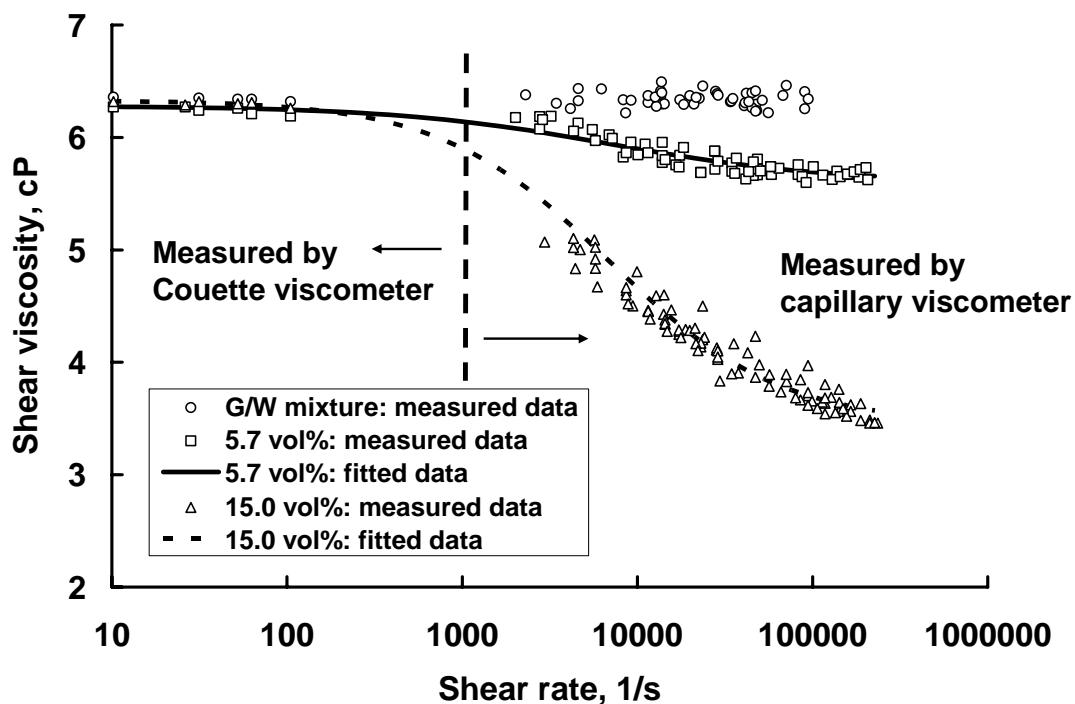 7
6
5
4
3
2
Shear viscosity, cP
Measured by
Couette viscometer
Measured by
capillary viscometer
G/W mixture: measured data
5.7 vol%: measured data
5.7 vol%: fitted data
15.0 vol%: measured data
15.0 vol%: fitted data
10 100 1000 10000 100000 1000000
Shear rate, 1/s